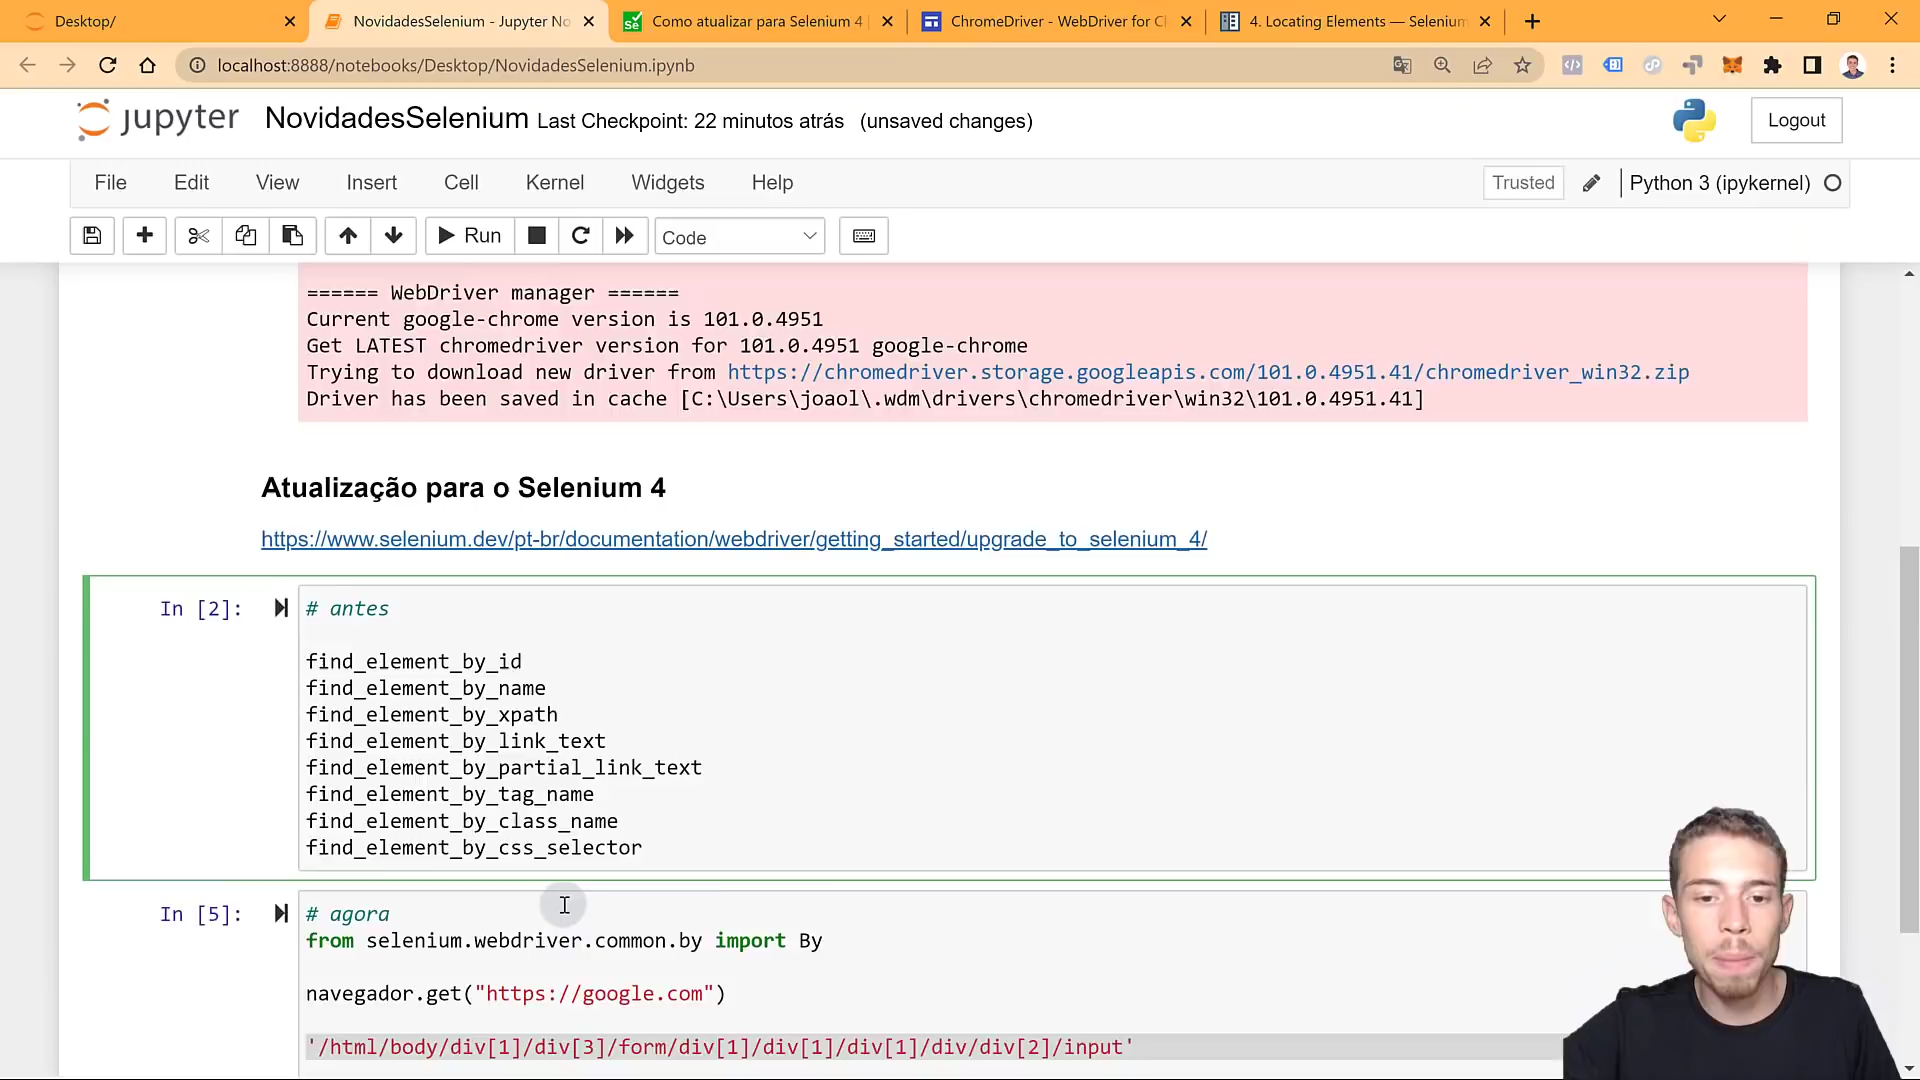 Desktop/
NovidadesSelenium - Jupyter No
Como atualizar para Selenium 4
ChromeDriver - WebDriver for C
4. Locating Elements — Selenium
localhost:8888/notebooks/Desktop/NovidadesSelenium.ipynb
jupyter NovidadesSelenium Last Checkpoint: 22 minutos atrás (unsaved changes)
Logout
File Edit View Insert Cell Kernel Widgets Help
Trusted
Python 3 (ipykernel)
Run
Code
====== WebDriver manager ======
Current google-chrome version is 101.0.4951
Get LATEST chromedriver version for 101.0.4951 google-chrome
Trying to download new driver from https://chromedriver.storage.googleapis.com/101.0.4951.41/chromedriver_win32.zip
Driver has been saved in cache [C:\Users\joaol\.wdm\drivers\chromedriver\win32\101.0.4951.41]
Atualização para o Selenium 4
https://www.selenium.dev/pt-br/documentation/webdriver/getting_started/upgrade_to_selenium_4/
In [2]:
# antes
find_element_by_id
find_element_by_name
find_element_by_xpath
find_element_by_link_text
find_element_by_partial_link_text
find_element_by_tag_name
find_element_by_class_name
find_element_by_css_selector
In [5]:
# agora
from selenium.webdriver.common.by import By
navegador.get("https://google.com")
'/html/body/div[1]/div[3]/form/div[1]/div[1]/div[1]/div/div[2]/input'